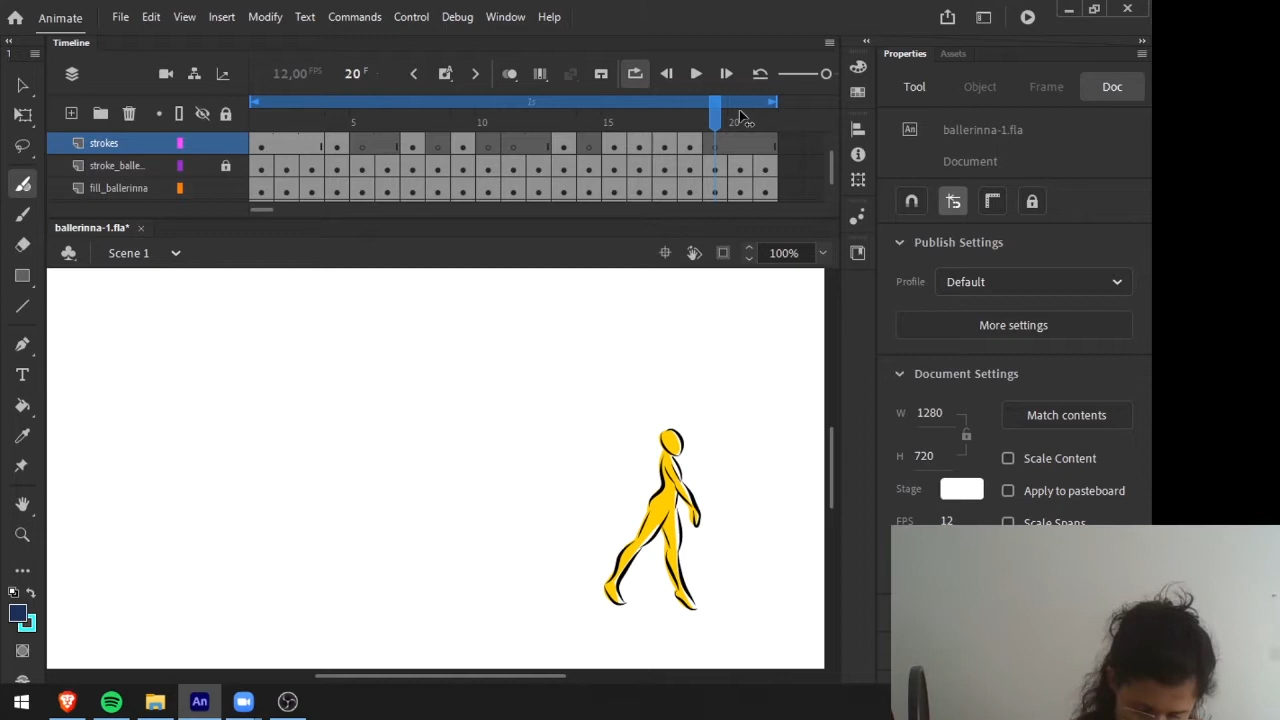 Animate File Edit View Insert Modify Text Commands Control Debug Window Help
Timeline
12,00 FPS 20 F
1s
5 10 15 20
strokes
stroke_balle...
fill_ballerinna
ballerinna-1.fla*
Scene 1
100%
Properties Assets
Tool Object Frame Doc
An ballerinna-1.fla
Document
Publish Settings
Profile Default
More settings
Document Settings
W 1280 Match contents
H 720 Scale Content
Stage Apply to pasteboard
FPS 12 Scale Spans
An